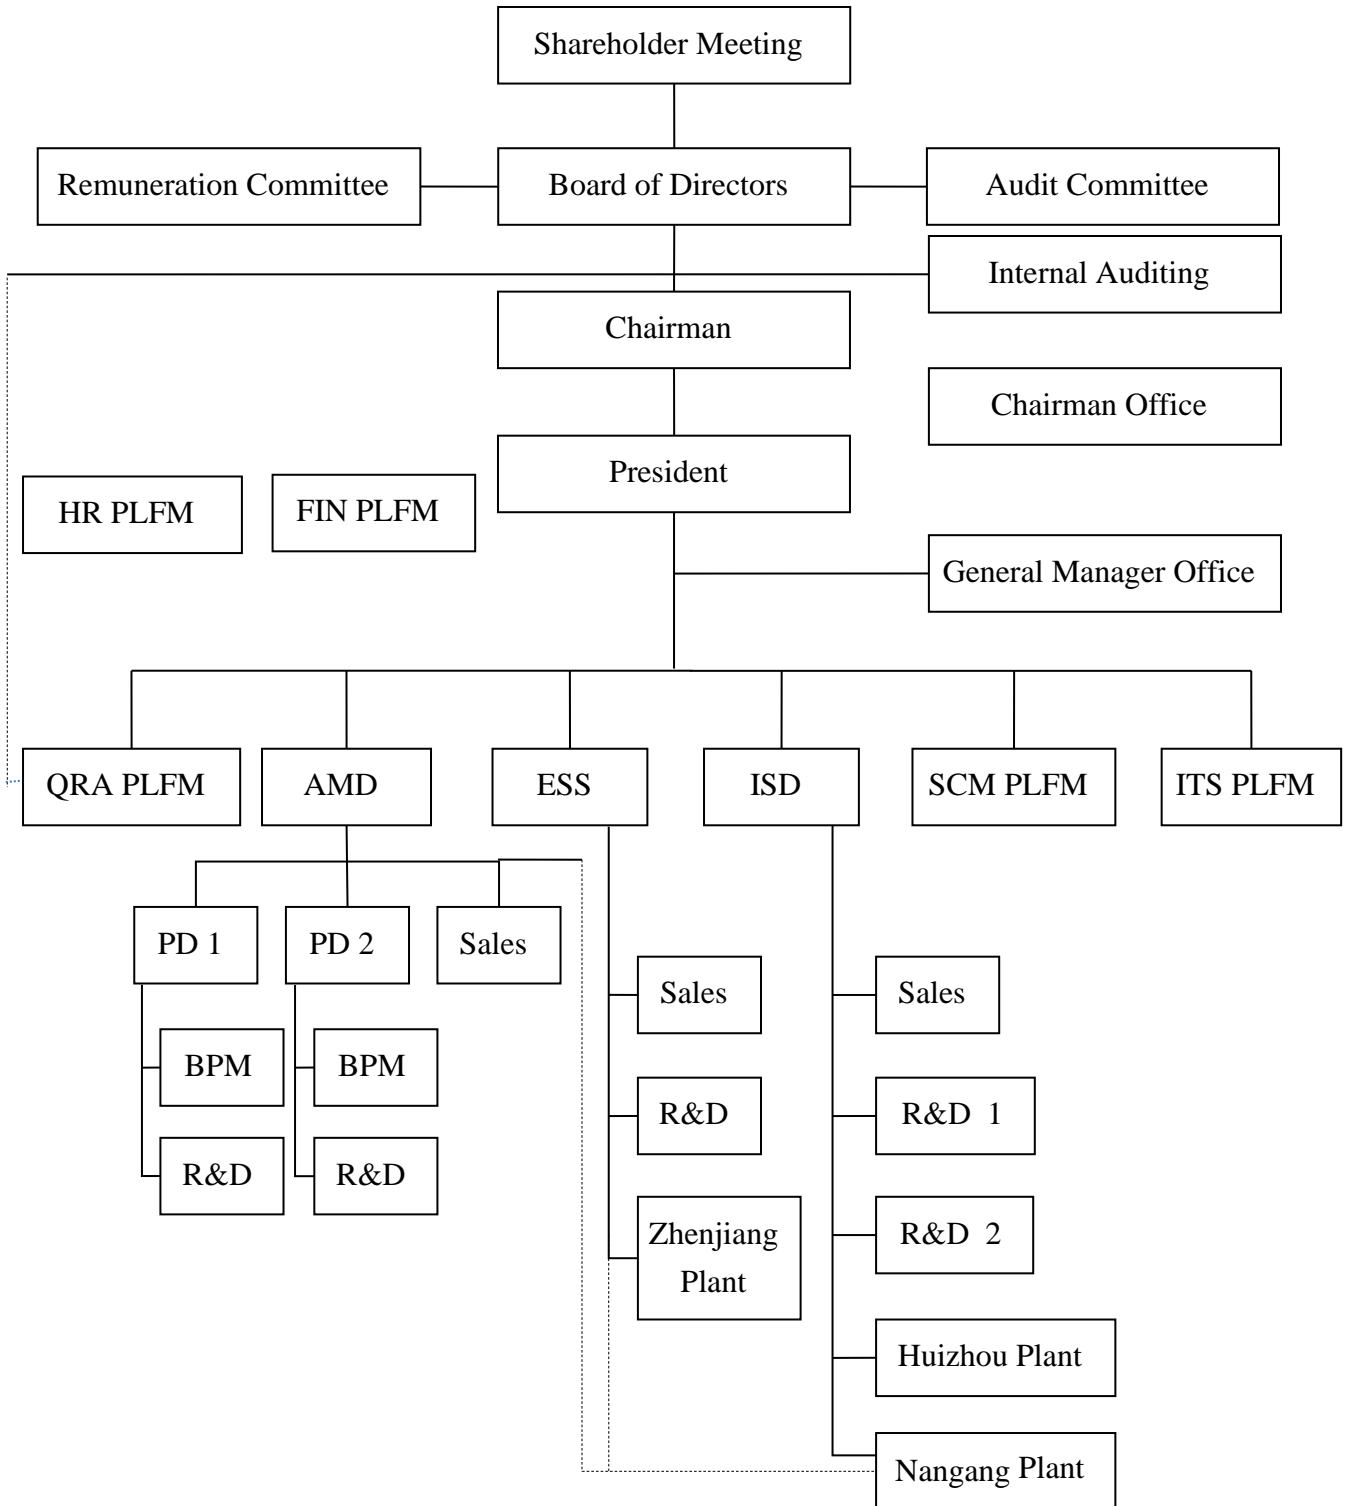 Shareholder Meeting
Remuneration Committee
Board of Directors
Audit Committee
Internal Auditing
Chairman
Chairman Office
President
HR PLFM
FIN PLFM
General Manager Office
QRA PLFM
AMD
ESS
ISD
SCM PLFM
ITS PLFM
PD 1
PD 2
Sales
Sales
Sales
BPM
BPM
R&D
R&D 1
R&D
R&D
R&D 2
Zhenjiang
Plant
Huizhou Plant
Nangang Plant